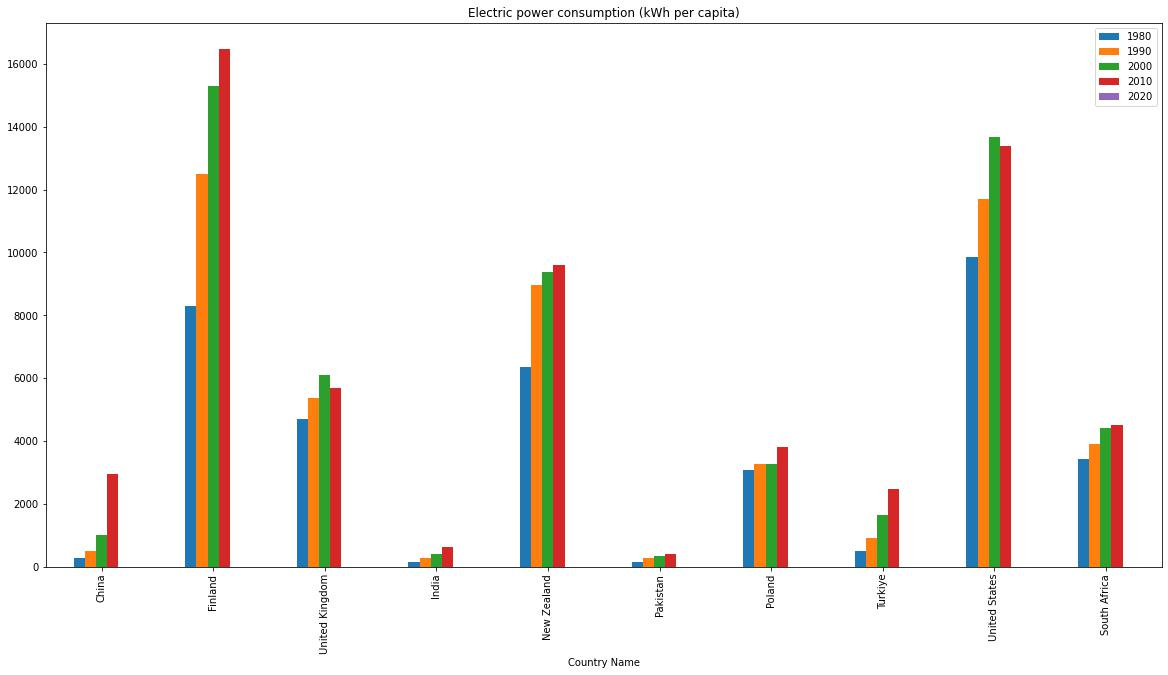 Electric power consumption (kWh per capita)
1980
1990
2000
2010
2020
16000
14000
12000
10000
8000
6000
4000
2000
0
China
Finland
United Kingdom
India
New Zealand
Pakistan
Poland
Turkiye
United States
South Africa
Country Name